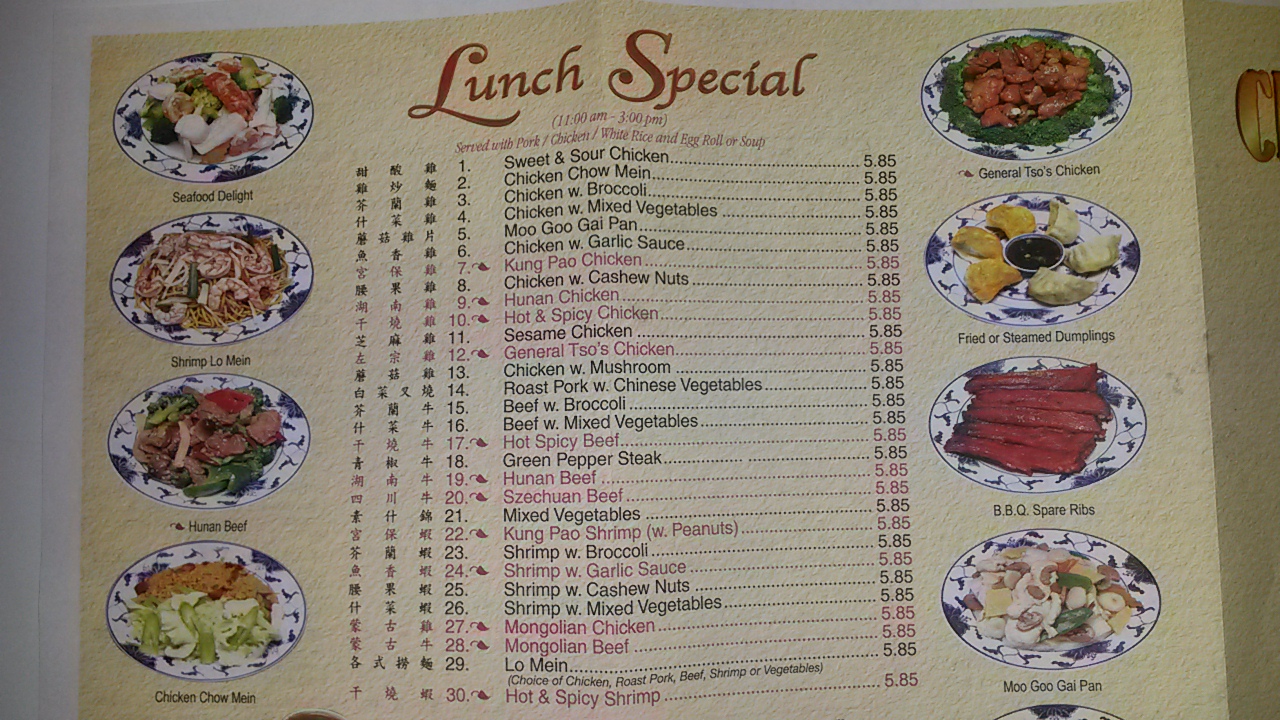 Lunch Special
(11:00 am - 3:00 pm)
Served with Pork / Chicken / White Rice and Egg Roll or Soup
甜酸雞 1. Sweet & Sour Chicken 5.85
雞炒麵 2. Chicken Chow Mein 5.85
芥蘭雞 3. Chicken w. Broccoli 5.85
什菜雞 4. Chicken w. Mixed Vegetables 5.85
蘑菇雞片 5. Moo Goo Gai Pan 5.85
魚香雞 6. Chicken w. Garlic Sauce 5.85
宮保雞 7. Kung Pao Chicken 5.85
腰果雞 8. Chicken w. Cashew Nuts 5.85
湖南雞 9. Hunan Chicken 5.85
干燒雞 10. Hot & Spicy Chicken 5.85
芝麻雞 11. Sesame Chicken 5.85
左宗雞 12. General Tso's Chicken 5.85
蘑菇雞 13. Chicken w. Mushroom 5.85
白菜叉燒 14. Roast Pork w. Chinese Vegetables 5.85
芥蘭牛 15. Beef w. Broccoli 5.85
什菜牛 16. Beef w. Mixed Vegetables 5.85
干燒牛 17. Hot Spicy Beef 5.85
青椒牛 18. Green Pepper Steak 5.85
湖南牛 19. Hunan Beef 5.85
四川牛 20. Szechuan Beef 5.85
素什錦 21. Mixed Vegetables 5.85
宮保蝦 22. Kung Pao Shrimp (w. Peanuts) 5.85
芥蘭蝦 23. Shrimp w. Broccoli 5.85
魚香蝦 24. Shrimp w. Garlic Sauce 5.85
腰果蝦 25. Shrimp w. Cashew Nuts 5.85
什菜蝦 26. Shrimp w. Mixed Vegetables 5.85
蒙古雞 27. Mongolian Chicken 5.85
蒙古牛 28. Mongolian Beef 5.85
各式撈麵 29. Lo Mein 5.85
(Choice of Chicken, Roast Pork, Beef, Shrimp or Vegetables)
干燒蝦 30. Hot & Spicy Shrimp 5.85
Seafood Delight
Shrimp Lo Mein
Hunan Beef
Chicken Chow Mein
General Tso's Chicken
Fried or Steamed Dumplings
B.B.Q. Spare Ribs
Moo Goo Gai Pan